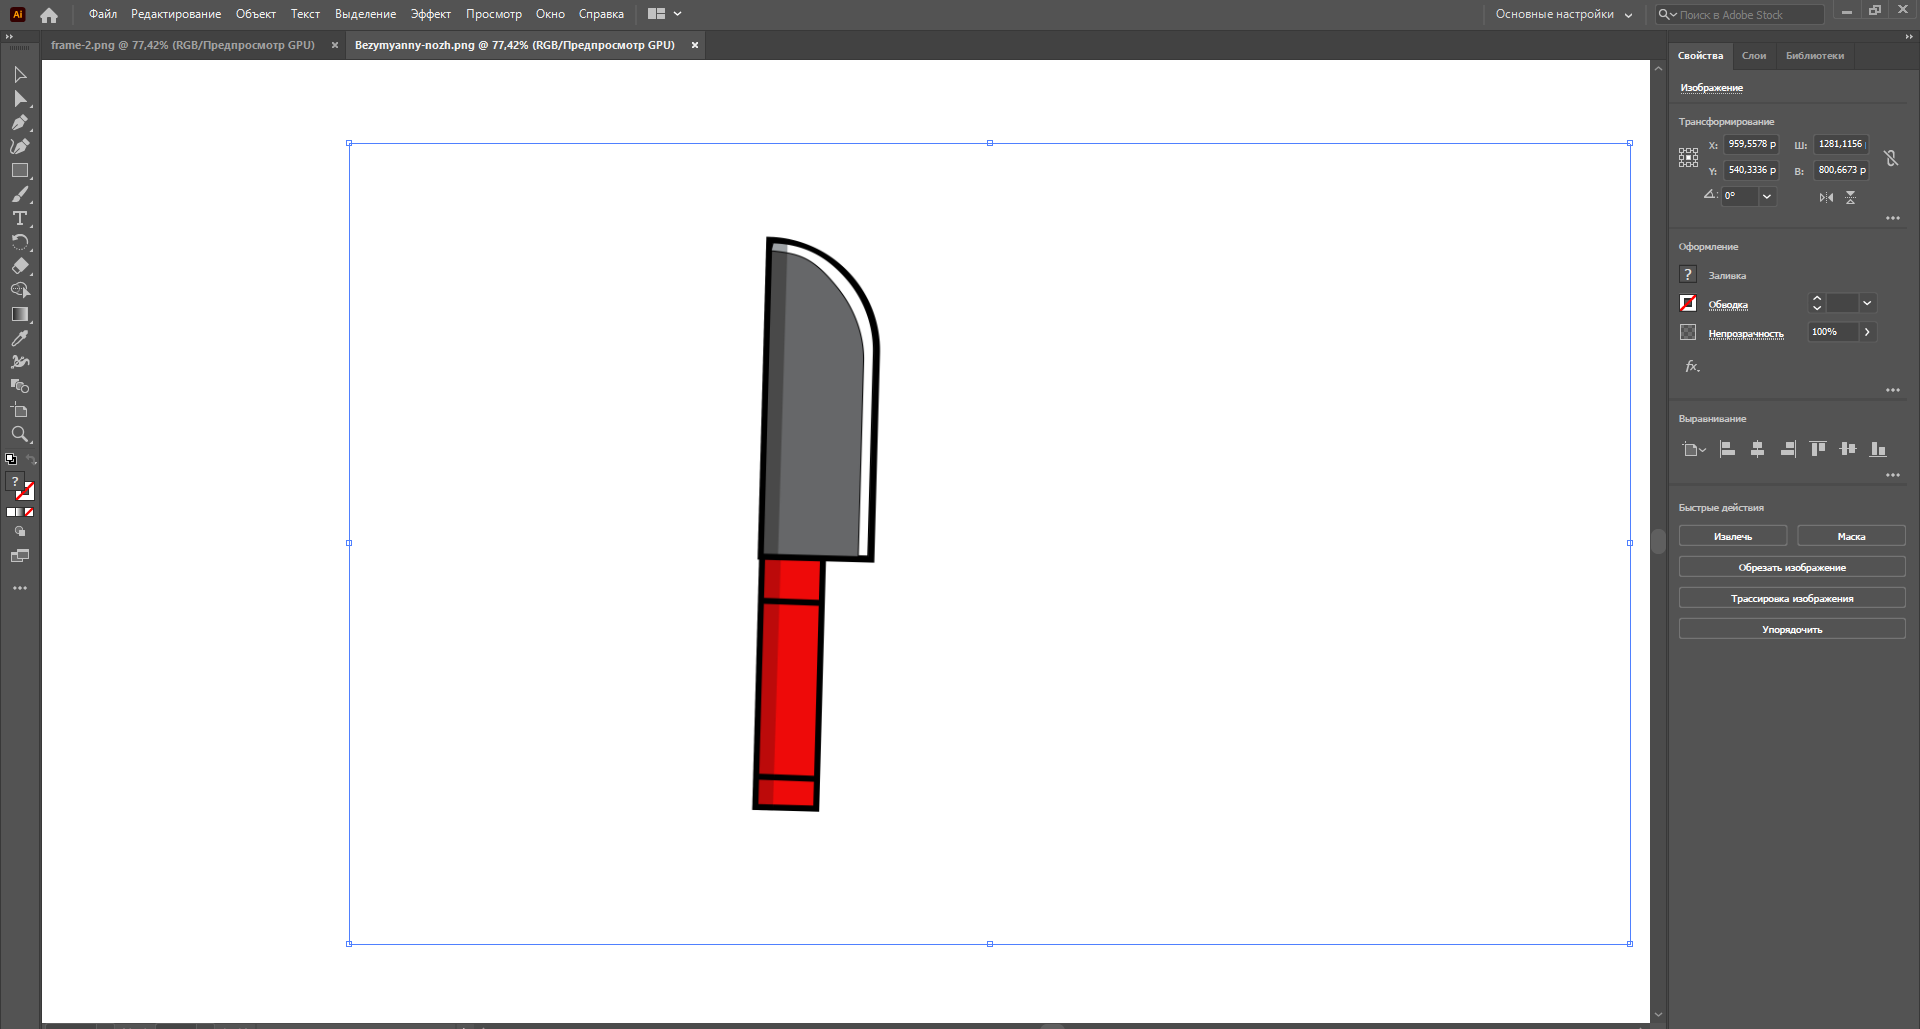 Ai
Файл Редактирование Объект Текст Выделение Эффект Просмотр Окно Справка
Основные настройки
Поиск в Adobe Stock
frame-2.png @ 77,42% (RGB/Предпросмотр GPU) ×
Bezymyanny-nozh.png @ 77,42% (RGB/Предпросмотр GPU) ×
Свойства Слои Библиотеки
Изображение
Трансформирование
X: 959,5578 p Ш: 1281,1156
Y: 540,3336 p В: 800,6673 p
0°
Оформление
? Заливка
Обводка
Непрозрачность 100%
fx.
Выравнивание
Быстрые действия
Извлечь Маска
Обрезать изображение
Трассировка изображения
Упорядочить
?